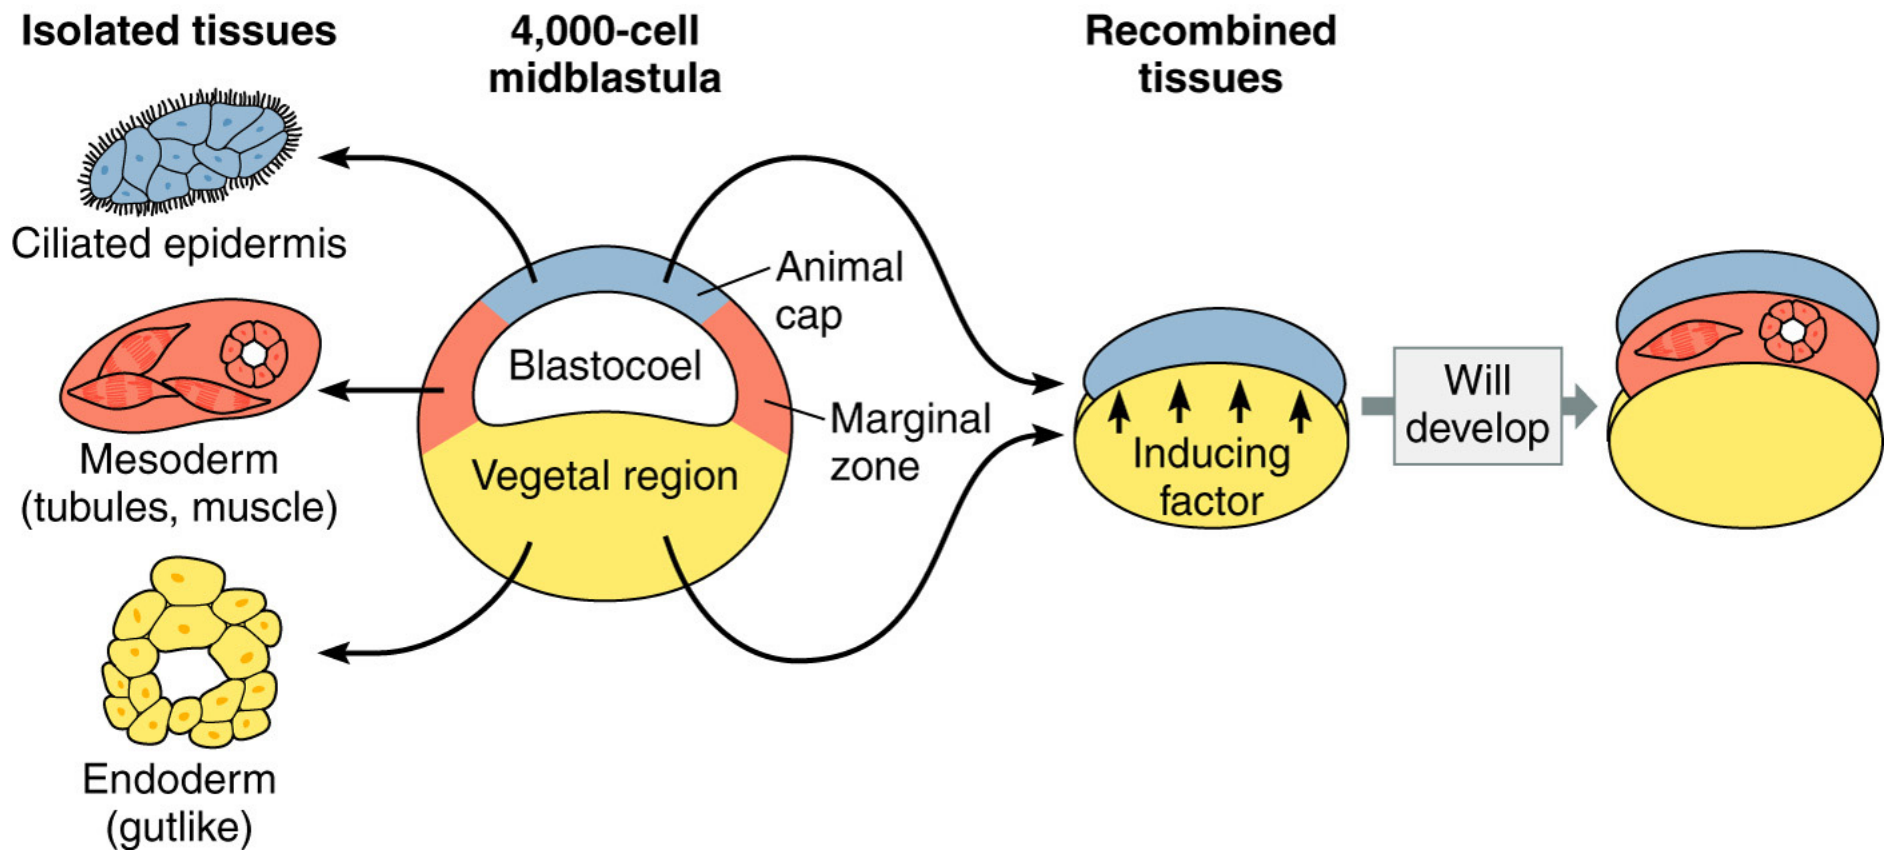 Isolated tissues
4,000-cell
midblastula
Recombined
tissues
Ciliated epidermis
Animal
cap
Blastocoel
Marginal
zone
Vegetal region
Mesoderm
(tubules, muscle)
Endoderm
(gutlike)
Inducing
factor
Will
develop